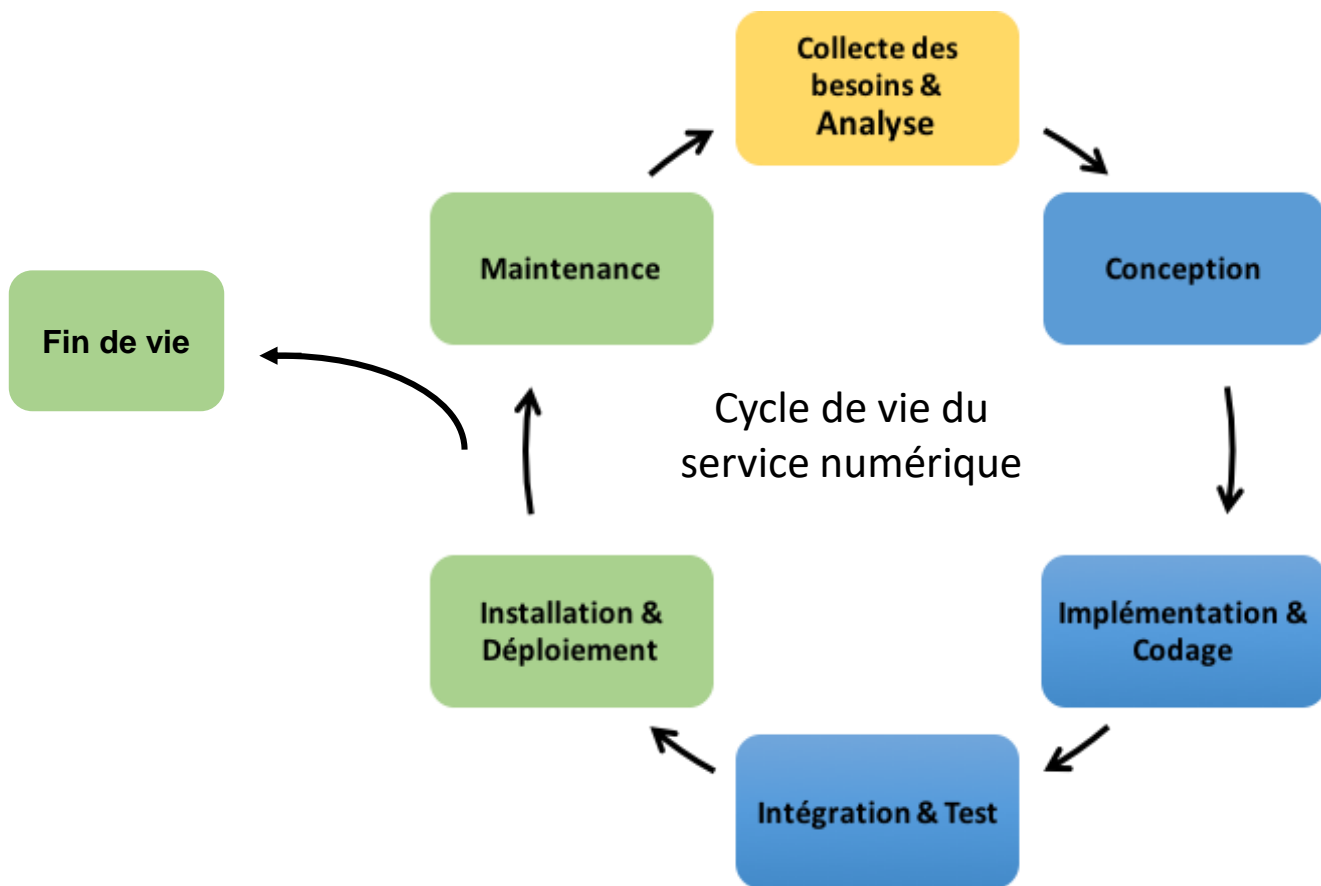 Collecte des
besoins &
Analyse
Conception
Implémentation &
Codage
Intégration & Test
Installation &
Déploiement
Maintenance
Fin de vie
Cycle de vie du
service numérique